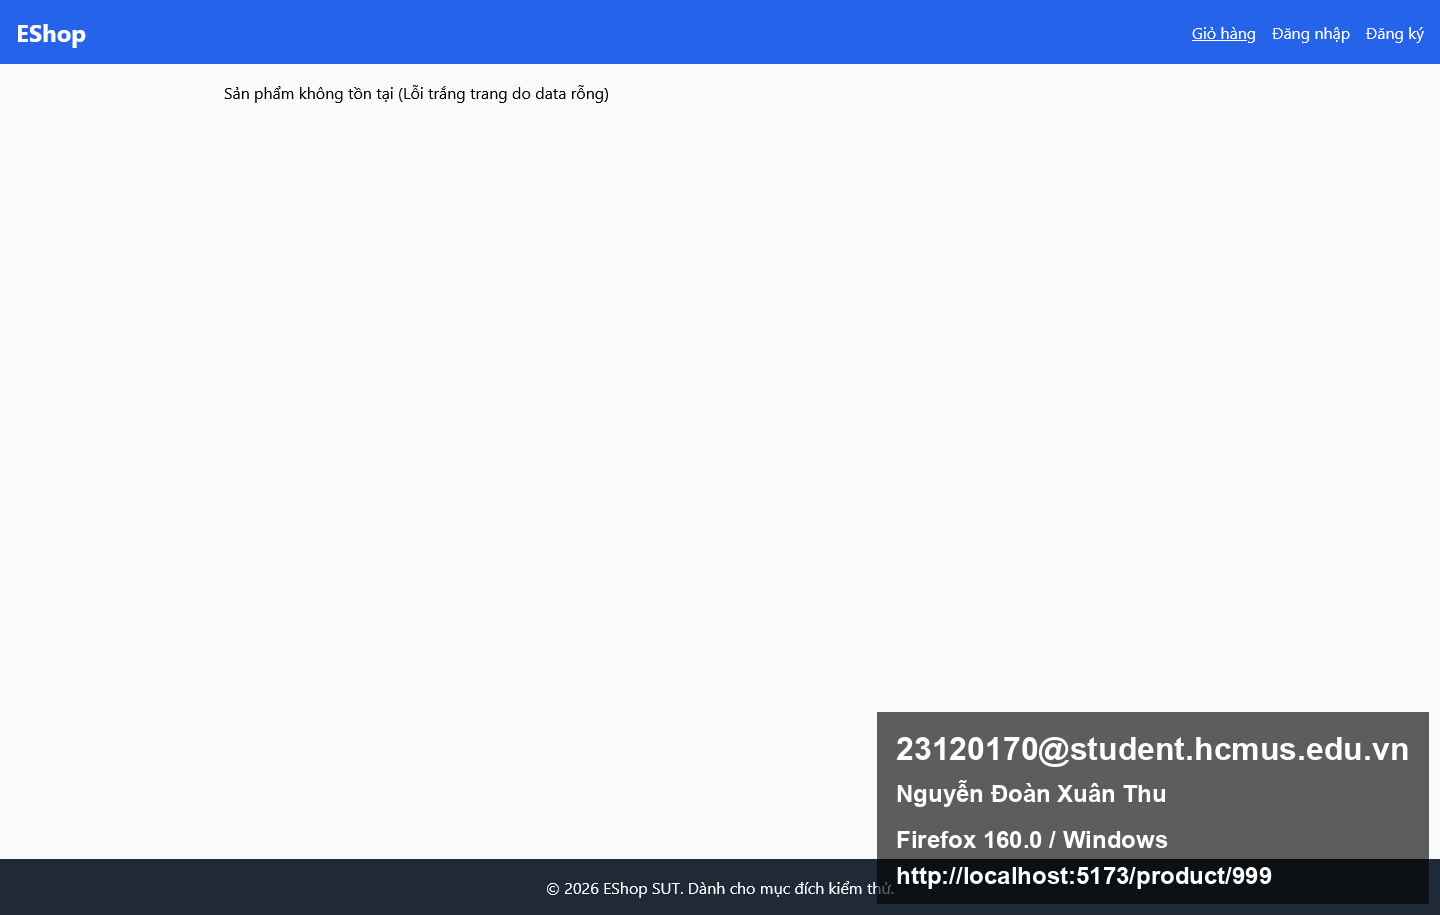 EShop
Giỏ hàng Đăng nhập Đăng ký
Sản phẩm không tồn tại (Lỗi trắng trang do data rỗng)
23120170@student.hcmus.edu.vn
Nguyễn Đoàn Xuân Thu
Firefox 160.0 / Windows
http://localhost:5173/product/999
© 2026 EShop SUT. Dành cho mục đích kiểm thử.